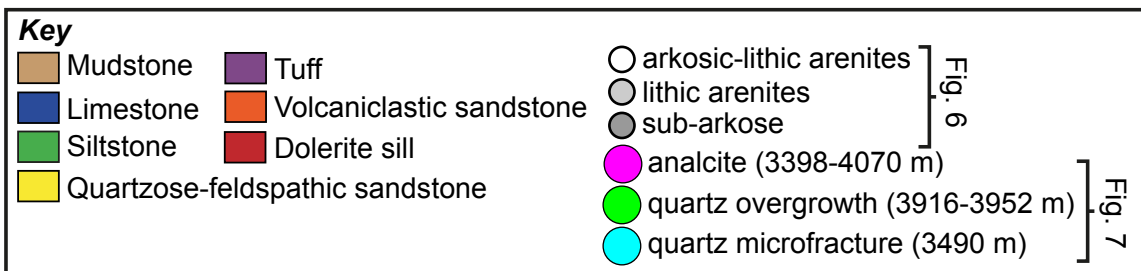 Key
Mudstone
Limestone
Siltstone
Quartzose-feldspathic sandstone
Tuff
Volcaniclastic sandstone
Dolerite sill
arkosic-lithic arenites
lithic arenites
sub-arkose
Fig. 6
analcite (3398-4070 m)
quartz overgrowth (3916-3952 m)
quartz microfracture (3490 m)
Fig. 7